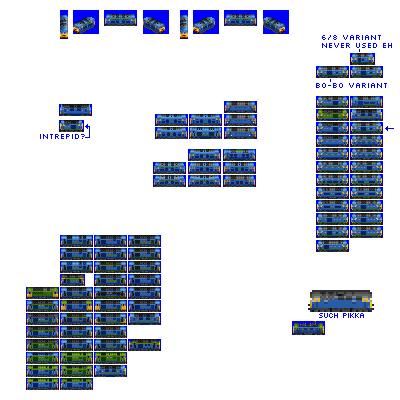 6/8 VARIANT
NEVER USED EH
BO-BO VARIANT
INTREPID?
SUCH PIKKA